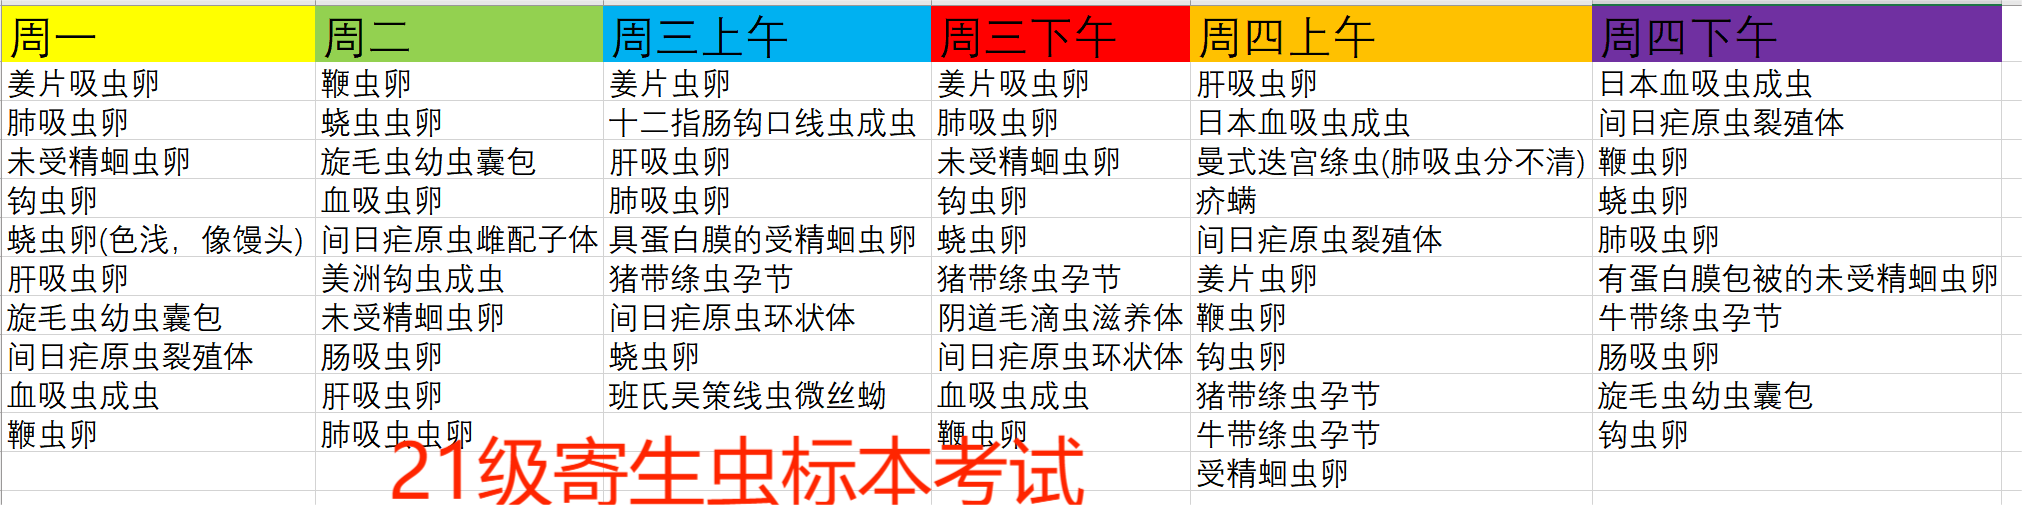 周一 周二 周三上午 周三下午 周四上午 周四下午
姜片吸虫卵 鞭虫卵 姜片虫卵 姜片吸虫卵 肝吸虫卵 日本血吸虫成虫
肺吸虫卵 蛲虫虫卵 十二指肠钩口线虫成虫 肺吸虫卵 日本血吸虫成虫 间日疟原虫裂殖体
未受精蛔虫卵 旋毛虫幼虫囊包 肝吸虫卵 未受精蛔虫卵 曼式迭宫绦虫(肺吸虫分不清) 鞭虫卵
钩虫卵 血吸虫卵 肺吸虫卵 钩虫卵 疥螨 蛲虫卵
蛲虫卵(色浅，像馒头) 间日疟原虫雌配子体 具蛋白膜的受精蛔虫卵 蛲虫卵 间日疟原虫裂殖体 肺吸虫卵
肝吸虫卵 美洲钩虫成虫 猪带绦虫孕节 猪带绦虫孕节 姜片虫卵 有蛋白膜包被的未受精蛔虫卵
旋毛虫幼虫囊包 未受精蛔虫卵 间日疟原虫环状体 阴道毛滴虫滋养体 鞭虫卵 牛带绦虫孕节
间日疟原虫裂殖体 肠吸虫卵 蛲虫卵 间日疟原虫环状体 钩虫卵 肠吸虫卵
血吸虫成虫 肝吸虫卵 班氏吴策线虫微丝蚴 血吸虫成虫 猪带绦虫孕节 旋毛虫幼虫囊包
鞭虫卵 肺吸虫虫卵 鞭虫卵 牛带绦虫孕节 钩虫卵
受精蛔虫卵
21级寄生虫标本考试